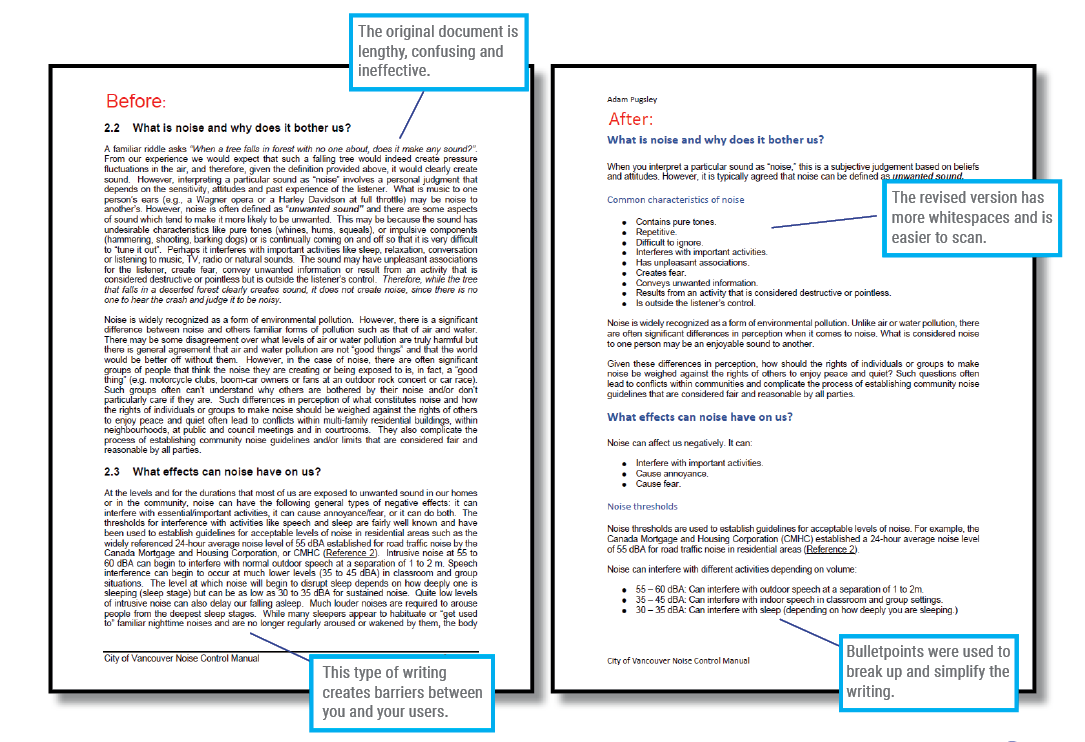 The original document is
lengthy, confusing and
ineffective.
Before:
2.2 What is noise and why does it bother us?
A familiar riddle asks "When a tree falls in forest with no one about, does it make any sound?".
From our experience we would expect that such a falling tree would indeed create pressure
fluctuations in the air, and therefore, given the definition provided above, it would clearly create
sound. However, interpreting a particular sound as "noise" involves a personal judgment that
depends on the sensitivity, attitudes and past experience of the listener. What is music to one
person's ears (e.g., a Wagner opera or a Harley Davidson at full throttle) may be noise to
another's. However, noise is often defined as "unwanted sound" and there are some aspects
of sound which tend to make it more likely to be unwanted. This may be because the sound has
undesirable characteristics like pure tones (whines, hums, squeals), or impulsive components
(hammering, shooting, barking dogs) or is continually coming on and off so that it is very difficult
to "tune it out". Perhaps it interferes with important activities like sleep, relaxation, conversation
or listening to music, TV, radio or natural sounds. The sound may have unpleasant associations
for the listener, create fear, convey unwanted information or result from an activity that is
considered destructive or pointless but is outside the listener's control. Therefore, while the tree
that falls in a deserted forest clearly creates sound, it does not create noise, since there is no
one to hear the crash and judge it to be noisy.
Noise is widely recognized as a form of environmental pollution. However, there is a significant
difference between noise and others familiar forms of pollution such as that of air and water.
There may be some disagreement over what levels of air or water pollution are truly harmful but
there is general agreement that air and water pollution are not "good things" and that the world
would be better off without them. However, in the case of noise, there are often significant
groups of people that think the noise they are creating or being exposed to is, in fact, a "good
thing" (e.g. motorcycle clubs, boom-car owners or fans at an outdoor rock concert or car race).
Such groups often can't understand why others are bothered by their noise and/or don't
particularly care if they are. Such differences in perception of what constitutes noise and how
the rights of individuals or groups to make noise should be weighed against the rights of others
to enjoy peace and quiet often lead to conflicts within multi-family residential buildings, within
neighbourhoods, at public and council meetings and in courtrooms. They also complicate the
process of establishing community noise guidelines and/or limits that are considered fair and
reasonable by all parties.
2.3 What effects can noise have on us?
At the levels and for the durations that most of us are exposed to unwanted sound in our homes
or in the community, noise can have the following general types of negative effects: it can
interfere with essential/important activities, it can cause annoyance/fear, or it can do both. The
thresholds for interference with activities like speech and sleep are fairly well known and have
been used to establish guidelines for acceptable levels of noise in residential areas such as the
widely referenced 24-hour average noise level of 55 dBA established for road traffic noise by the
Canada Mortgage and Housing Corporation, or CMHC (Reference 2). Intrusive noise at 55 to
60 dBA can begin to interfere with normal outdoor speech at a separation of 1 to 2 m. Speech
interference can begin to occur at much lower levels (35 to 45 dBA) in classroom and group
situations. The level at which noise will begin to disrupt sleep depends on how deeply one is
sleeping (sleep stage) but can be as low as 30 to 35 dBA for sustained noise. Quite low levels
of intrusive noise can also delay our falling asleep. Much louder noises are required to arouse
people from the deepest sleep stages. While many sleepers appear to habituate or "get used
to" familiar nighttime noises and are no longer regularly aroused or wakened by them, the body
City of Vancouver Noise Control Manual
This type of writing
creates barriers between
you and your users.
Adam Pugsley
After:
What is noise and why does it bother us?
When you interpret a particular sound as "noise," this is a subjective judgement based on beliefs
and attitudes. However, it is typically agreed that noise can be defined as unwanted sound.
Common characteristics of noise
• Contains pure tones.
• Repetitive.
• Difficult to ignore.
• Interferes with important activities.
• Has unpleasant associations.
• Creates fear.
• Conveys unwanted information.
• Results from an activity that is considered destructive or pointless.
• Is outside the listener's control.
The revised version has
more whitespaces and is
easier to scan.
Noise is widely recognized as a form of environmental pollution. Unlike air or water pollution, there
are often significant differences in perception when it comes to noise. What is considered noise
to one person may be an enjoyable sound to another.
Given these differences in perception, how should the rights of individuals or groups to make
noise be weighed against the rights of others to enjoy peace and quiet? Such questions often
lead to conflicts within communities and complicate the process of establishing community noise
guidelines that are considered fair and reasonable by all parties.
What effects can noise have on us?
Noise can affect us negatively. It can:
• Interfere with important activities.
• Cause annoyance.
• Cause fear.
Noise thresholds
Noise thresholds are used to establish guidelines for acceptable levels of noise. For example, the
Canada Mortgage and Housing Corporation (CMHC) established a 24-hour average noise level
of 55 dBA for road traffic noise in residential areas (Reference 2).
Noise can interfere with different activities depending on volume:
• 55 – 60 dBA: Can interfere with outdoor speech at a separation of 1 to 2m.
• 35 – 45 dBA: Can interfere with indoor speech in classroom and group settings.
• 30 – 35 dBA: Can interfere with sleep (depending on how deeply you are sleeping.)
City of Vancouver Noise Control Manual
Bulletpoints were used to
break up and simplify the
writing.